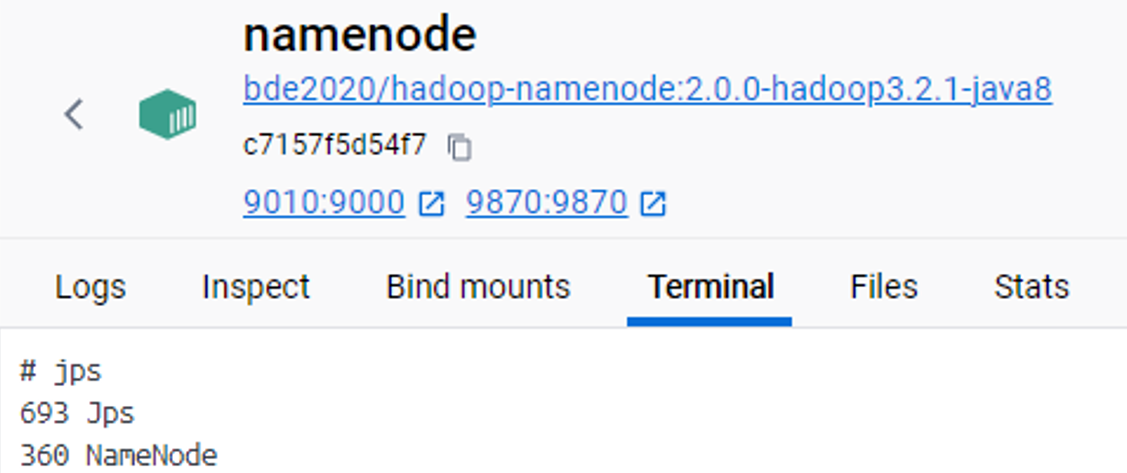 namenode
bde2020/hadoop-namenode:2.0.0-hadoop3.2.1-java8
c7157f5d54f7
9010:9000 9870:9870
Logs Inspect Bind mounts Terminal Files Stats
# jps
693 Jps
360 NameNode